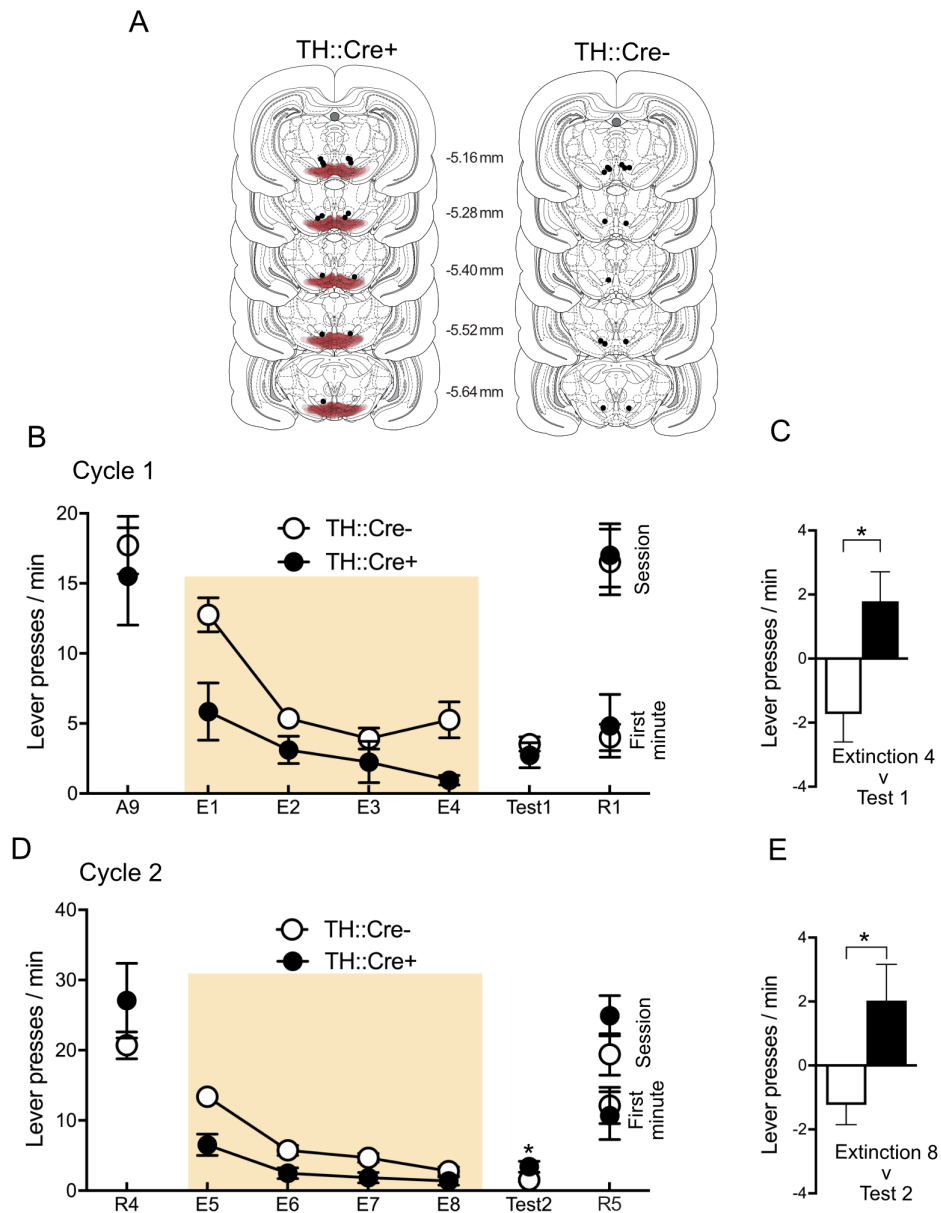 A
TH::Cre+
TH::Cre-
-5.16 mm
-5.28 mm
-5.40 mm
-5.52 mm
-5.64 mm
B
Cycle 1
Lever presses / min
20
15
10
5
0
TH::Cre-
TH::Cre+
Session
First
minute
A9
E1
E2
E3
E4
Test1
R1
C
Lever presses / min
4
2
0
-2
-4
*
Extinction 4
v
Test 1
D
Cycle 2
Lever presses / min
40
30
20
10
0
TH::Cre-
TH::Cre+
*
Session
First
minute
R4
E5
E6
E7
E8
Test2
R5
E
Lever presses / min
4
2
0
-2
-4
*
Extinction 8
v
Test 2